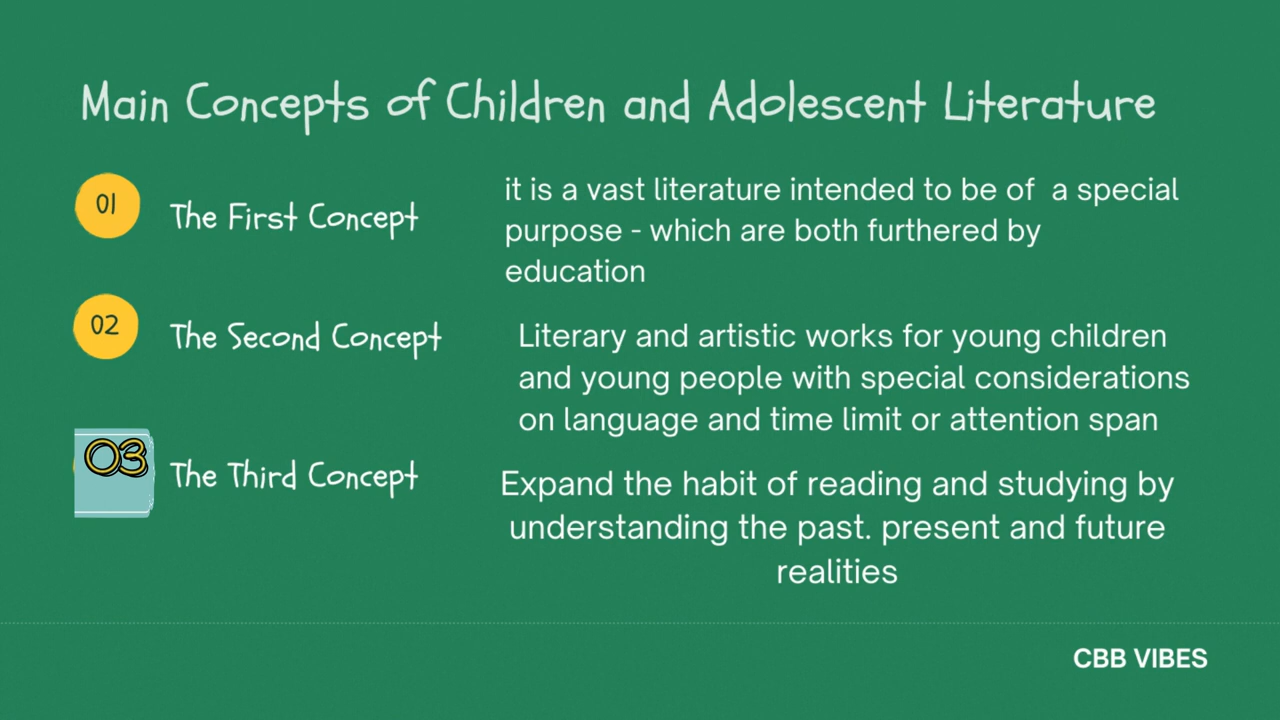 Main Concepts of Children and Adolescent Literature
01
The First Concept
it is a vast literature intended to be of a special
purpose - which are both furthered by
education
02
The Second Concept
Literary and artistic works for young children
and young people with special considerations
on language and time limit or attention span
03
The Third Concept
Expand the habit of reading and studying by
understanding the past. present and future
realities
CBB VIBES